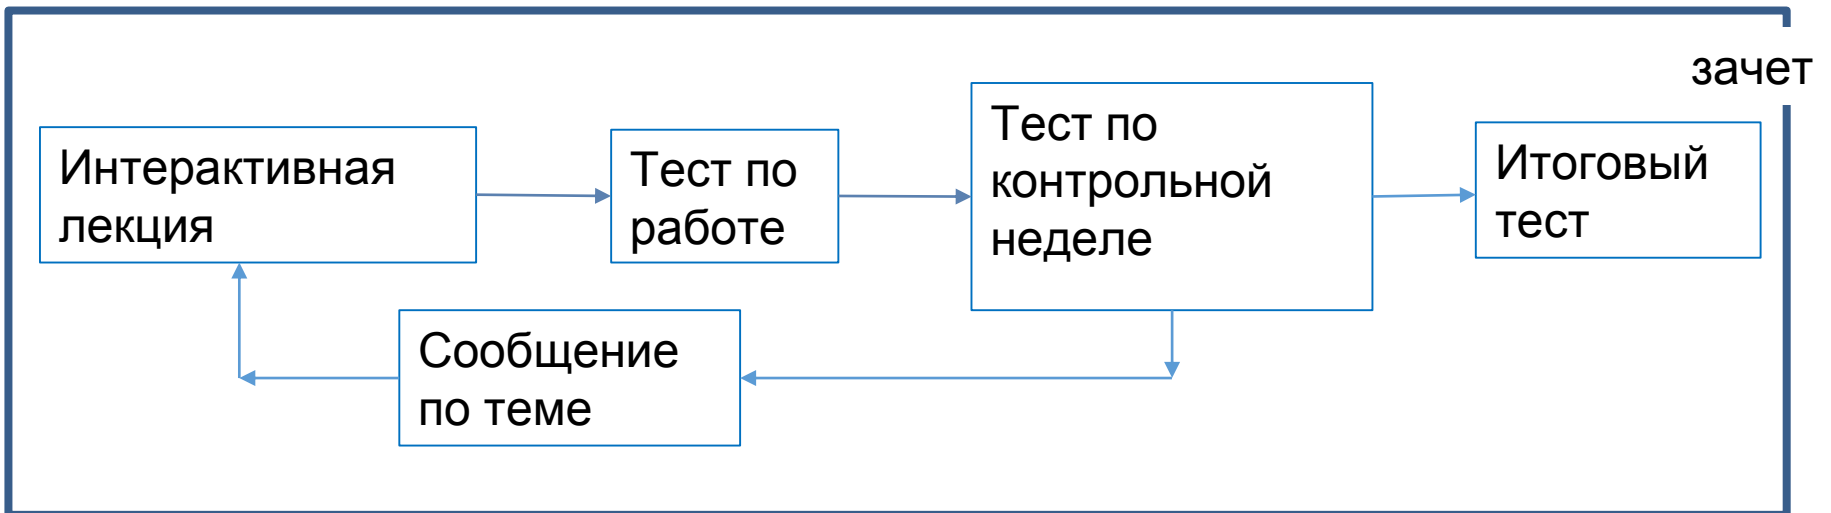 зачет
Интерактивная
лекция
Тест по
работе
Тест по
контрольной
неделе
Итоговый
тест
Сообщение
по теме